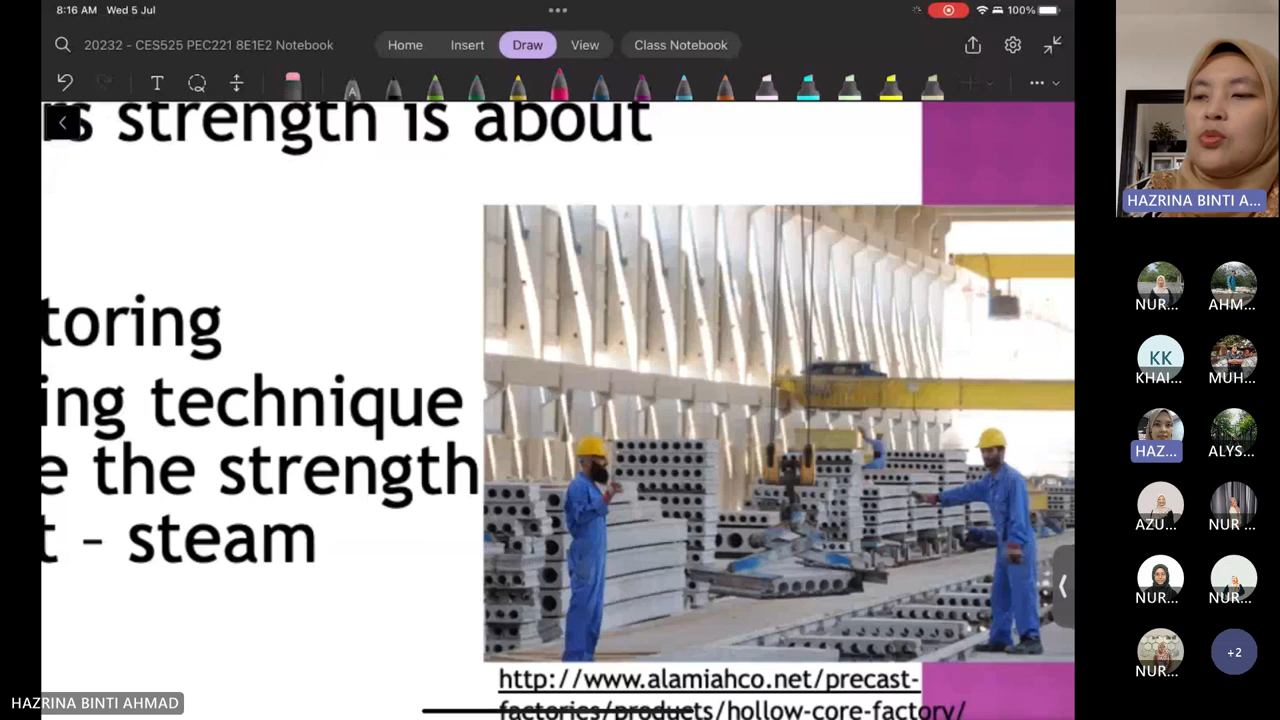 8:16 AM Wed 5 Jul
100%
20232 - CES525 PEC221 8E1E2 Notebook
Home Insert Draw View Class Notebook
T
A
rs strength is about
toring
ing technique
e the strength
t - steam
http://www.alamiahco.net/precast-
factories/products/hollow-core-factory/
HAZRINA BINTI AHMAD
HAZRINA BINTI A...
NUR... AHM...
KK
KHAI... MUH...
HAZ... ALYS...
AZU... NUR ...
NUR... NUR...
NUR... +2